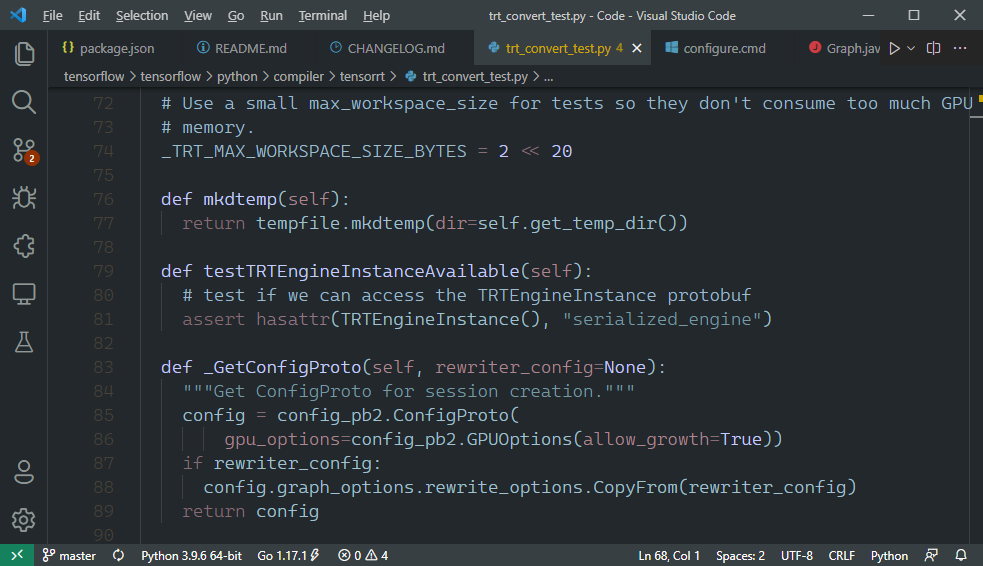 File Edit Selection View Go Run Terminal Help trt_convert_test.py - Code - Visual Studio Code
package.json README.md CHANGELOG.md trt_convert_test.py 4 configure.cmd Graph.jav
tensorflow > tensorflow > python > compiler > tensorrt > trt_convert_test.py > ...
72 # Use a small max_workspace_size for tests so they don't consume too much GPU
73 # memory.
74 _TRT_MAX_WORKSPACE_SIZE_BYTES = 2 << 20
75
76 def mkdtemp(self):
77 return tempfile.mkdtemp(dir=self.get_temp_dir())
78
79 def testTRTEngineInstanceAvailable(self):
80 # test if we can access the TRTEngineInstance protobuf
81 assert hasattr(TRTEngineInstance(), "serialized_engine")
82
83 def _GetConfigProto(self, rewriter_config=None):
84 """Get ConfigProto for session creation."""
85 config = config_pb2.ConfigProto(
86 gpu_options=config_pb2.GPUOptions(allow_growth=True))
87 if rewriter_config:
88 config.graph_options.rewrite_options.CopyFrom(rewriter_config)
89 return config
90
2
master Python 3.9.6 64-bit Go 1.17.1 0 4 Ln 68, Col 1 Spaces: 2 UTF-8 CRLF Python